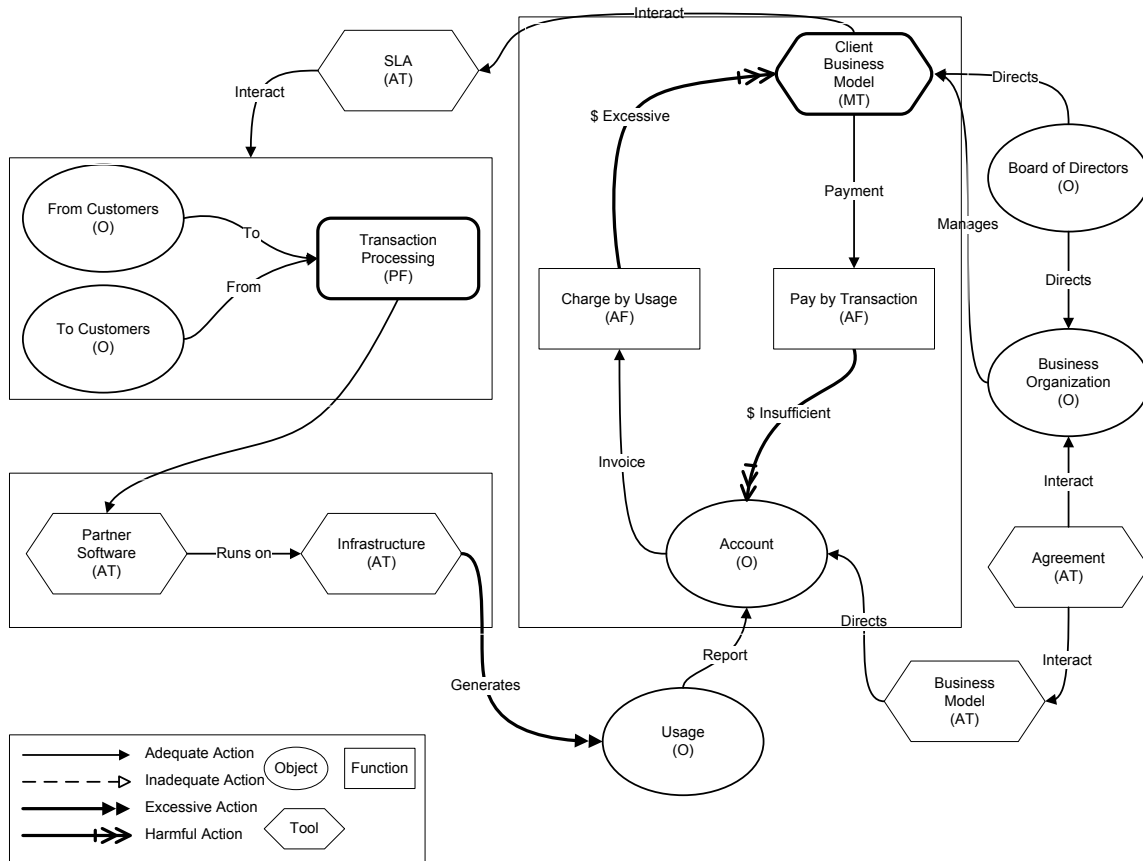 Interact
SLA
(AT)
Client
Business
Model
(MT)
Directs
Interact
$ Excessive
Board of Directors
(O)
From Customers
(O)
To
Transaction
Processing
(PF)
Payment
Manages
From
Charge by Usage
(AF)
Pay by Transaction
(AF)
Directs
To Customers
(O)
Business
Organization
(O)
$ Insufficient
Invoice
Interact
Partner
Software
(AT)
Runs on
Infrastructure
(AT)
Account
(O)
Agreement
(AT)
Directs
Report
Interact
Generates
Business
Model
(AT)
Usage
(O)
Adequate Action
Inadequate Action
Excessive Action
Harmful Action
Object
Function
Tool